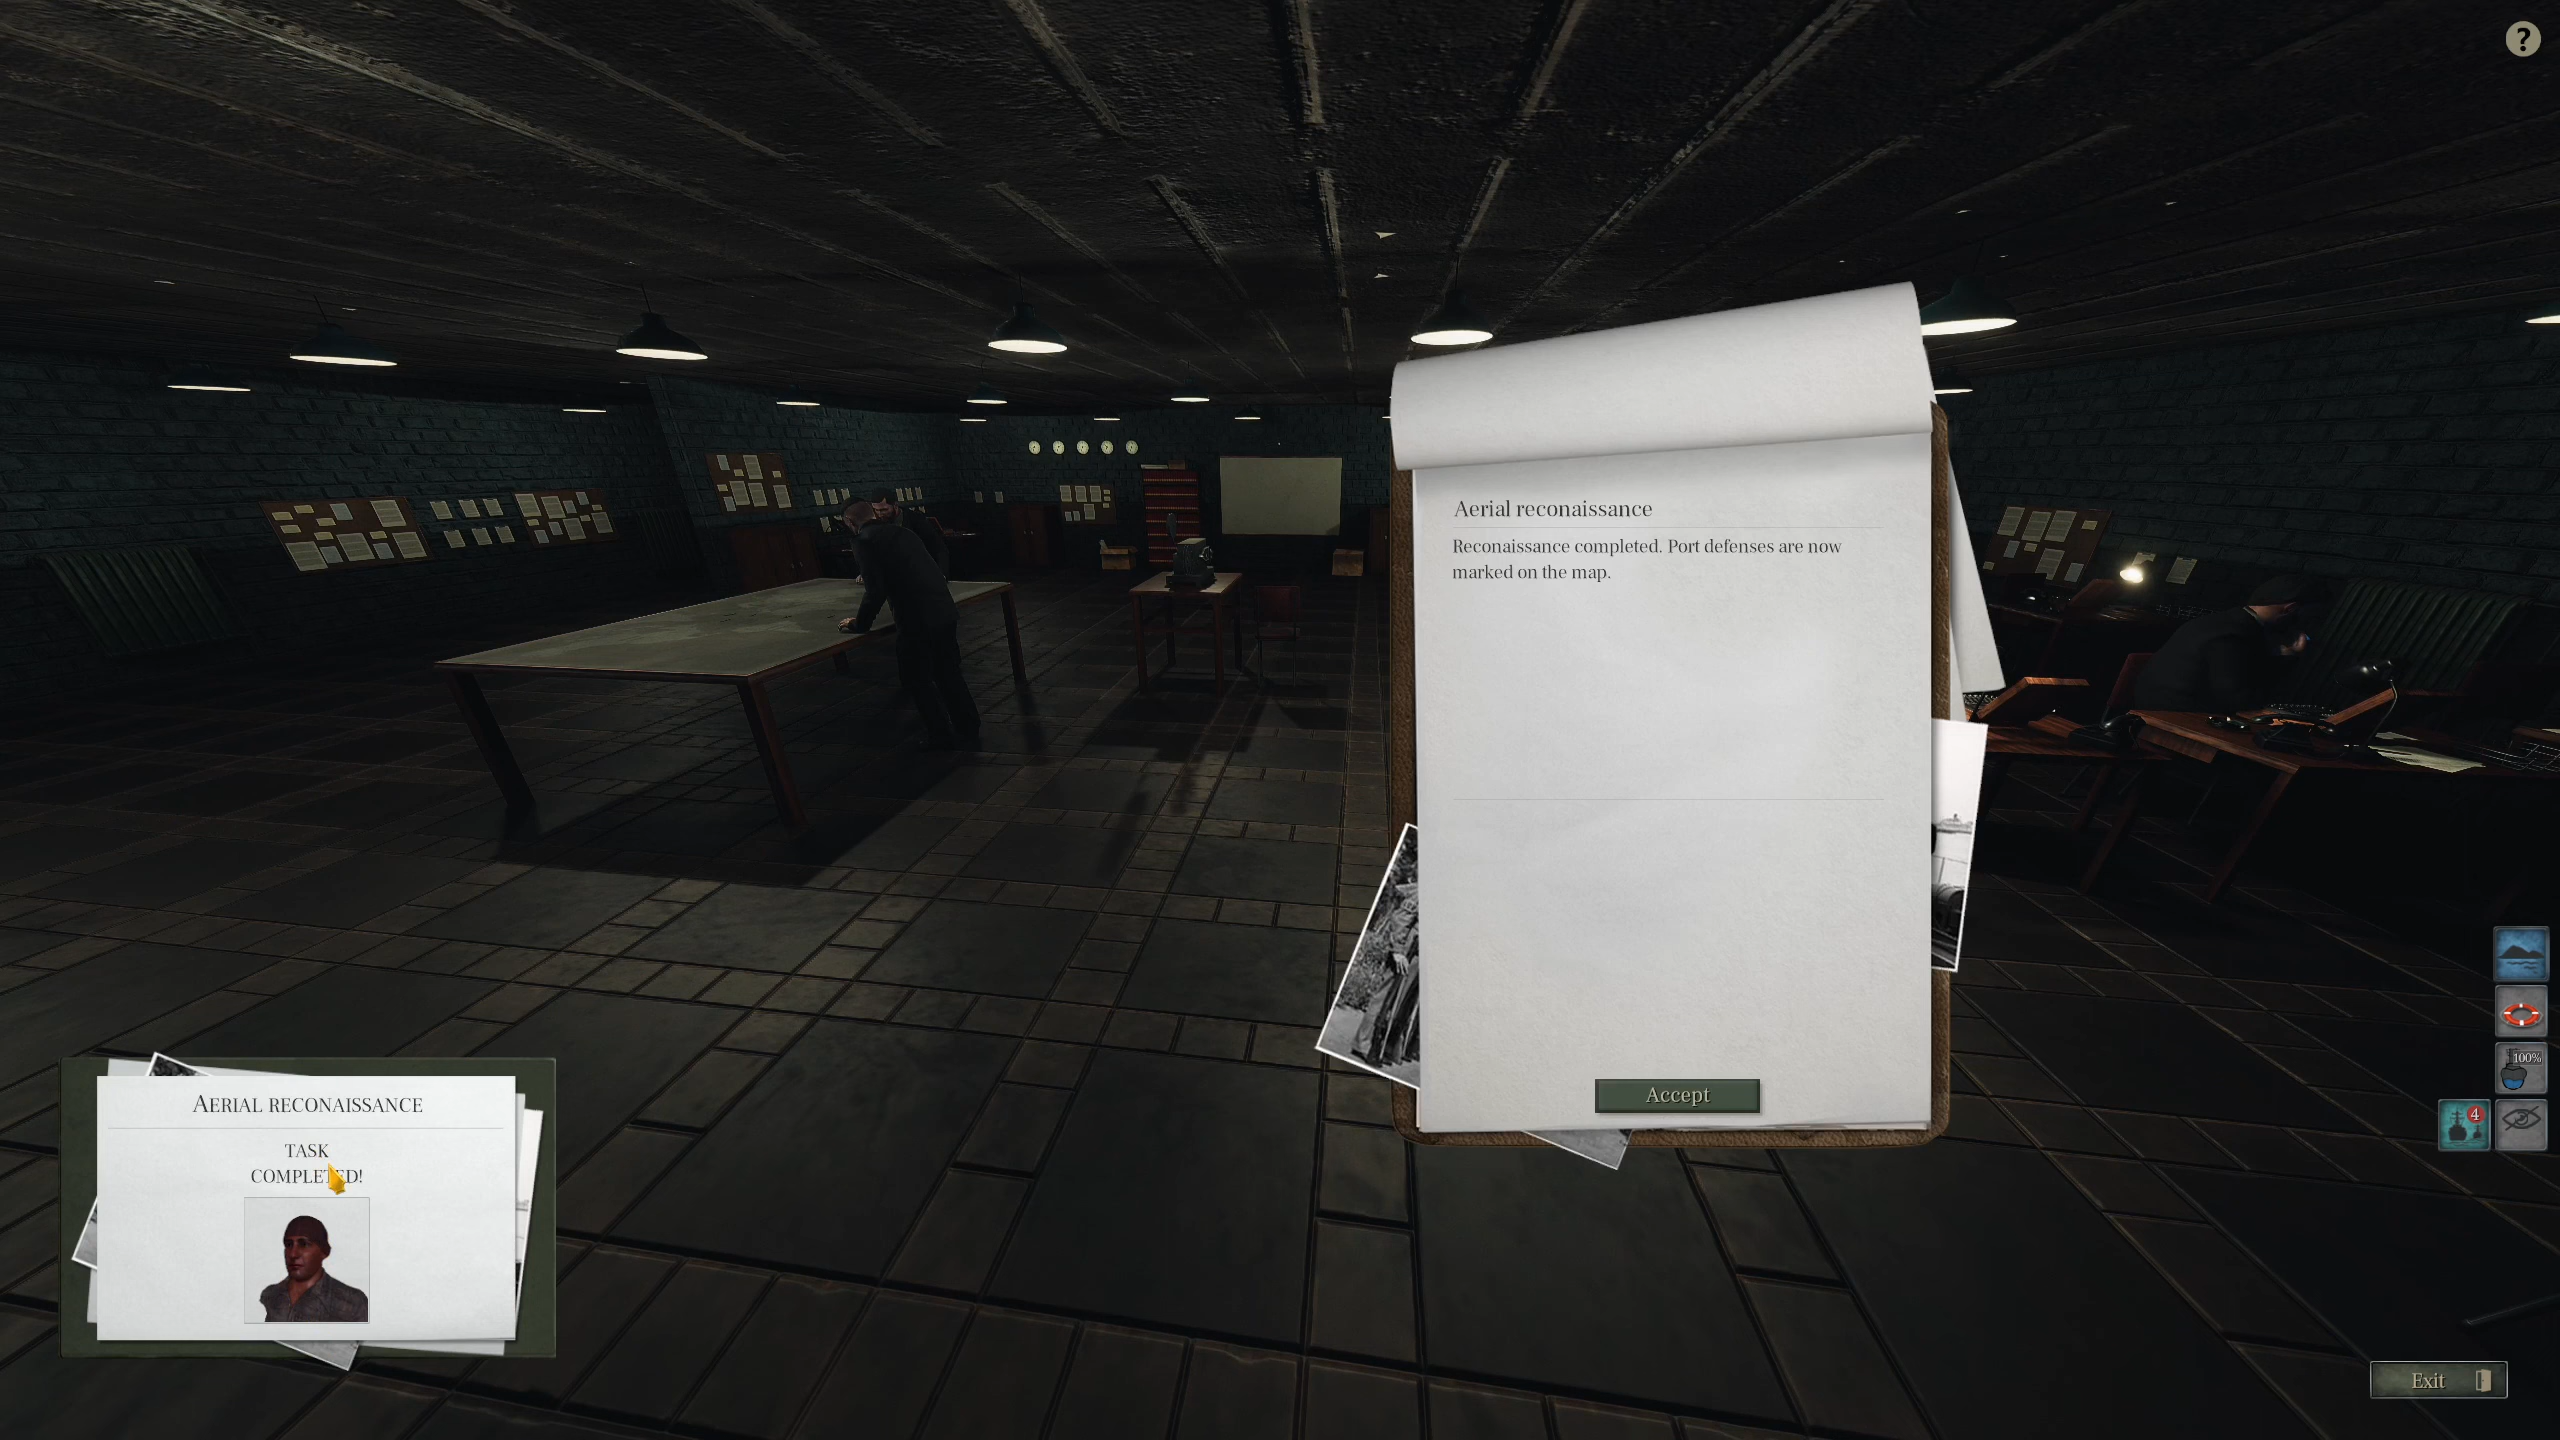 ?
Aerial reconaissance
Reconaissance completed. Port defenses are now
marked on the map.
Accept
AERIAL RECONAISSANCE
TASK
COMPLETED!
100%
4
Exit